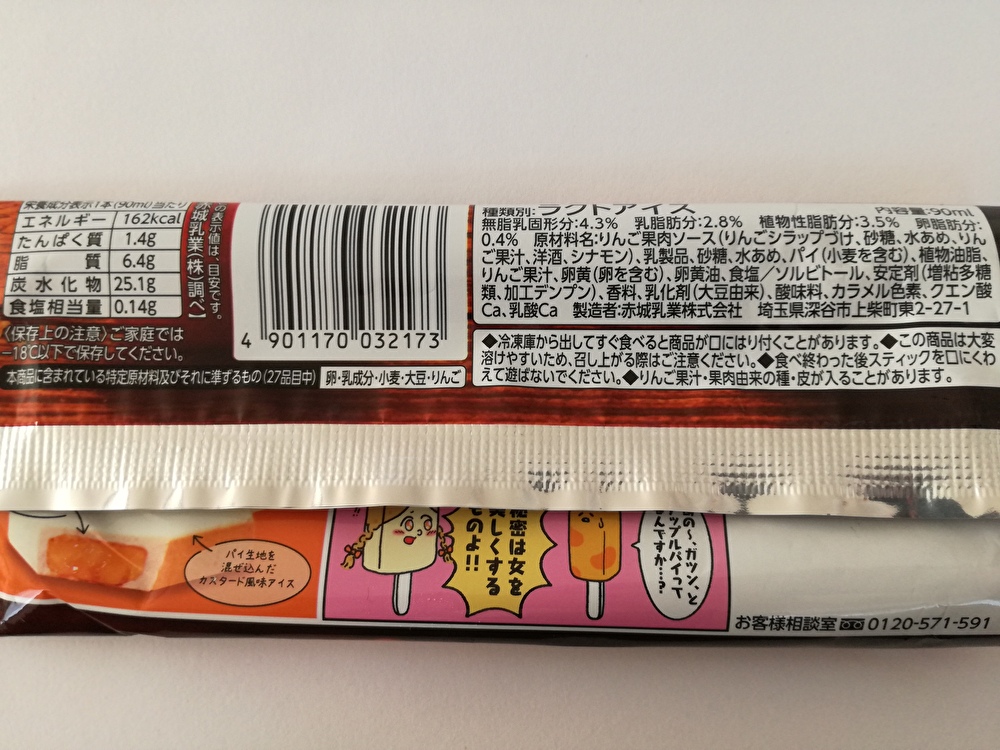 栄養成分表示1本(90ml)当たり
エネルギー 162kcal
たんぱく質 1.4g
脂質 6.4g
炭水化物 25.1g
食塩相当量 0.14g
の表示値は、目安です。
赤城乳業(株)調べ】
〈保存上の注意〉ご家庭では
-18℃以下で保存してください。
本商品に含まれている特定原材料及びそれに準ずるもの(27品目中) 卵・乳成分・小麦・大豆・りんご
4 901170 032173
種類別:ラクトアイス 内容量:90ml
無脂乳固形分:4.3% 乳脂肪分:2.8% 植物性脂肪分:3.5% 卵脂肪分:
0.4% 原材料名:りんご果肉ソース(りんごシラップづけ、砂糖、水あめ、りん
ご果汁、洋酒、シナモン)、乳製品、砂糖、水あめ、パイ(小麦を含む)、植物油脂、
りんご果汁、卵黄(卵を含む)、卵黄油、食塩/ソルビトール、安定剤(増粘多糖
類、加工デンプン)、香料、乳化剤(大豆由来)、酸味料、カラメル色素、クエン酸
Ca、乳酸Ca 製造者:赤城乳業株式会社 埼玉県深谷市上柴町東2-27-1
◆冷凍庫から出してすぐ食べると商品が口にはり付くことがあります。◆この商品は大変
溶けやすいため、召し上がる際はご注意ください。◆食べ終わった後スティックを口にくわ
えて遊ばないでください。◆りんご果汁・果肉由来の種・皮が入ることがあります。
パイ生地を
混ぜ込んだ
カスタード風味アイス
秘密は女を
美しくする
ものよ!!
の〜、ガツン、と
アップルパイって
んですか…?
お客様相談室 0120-571-591